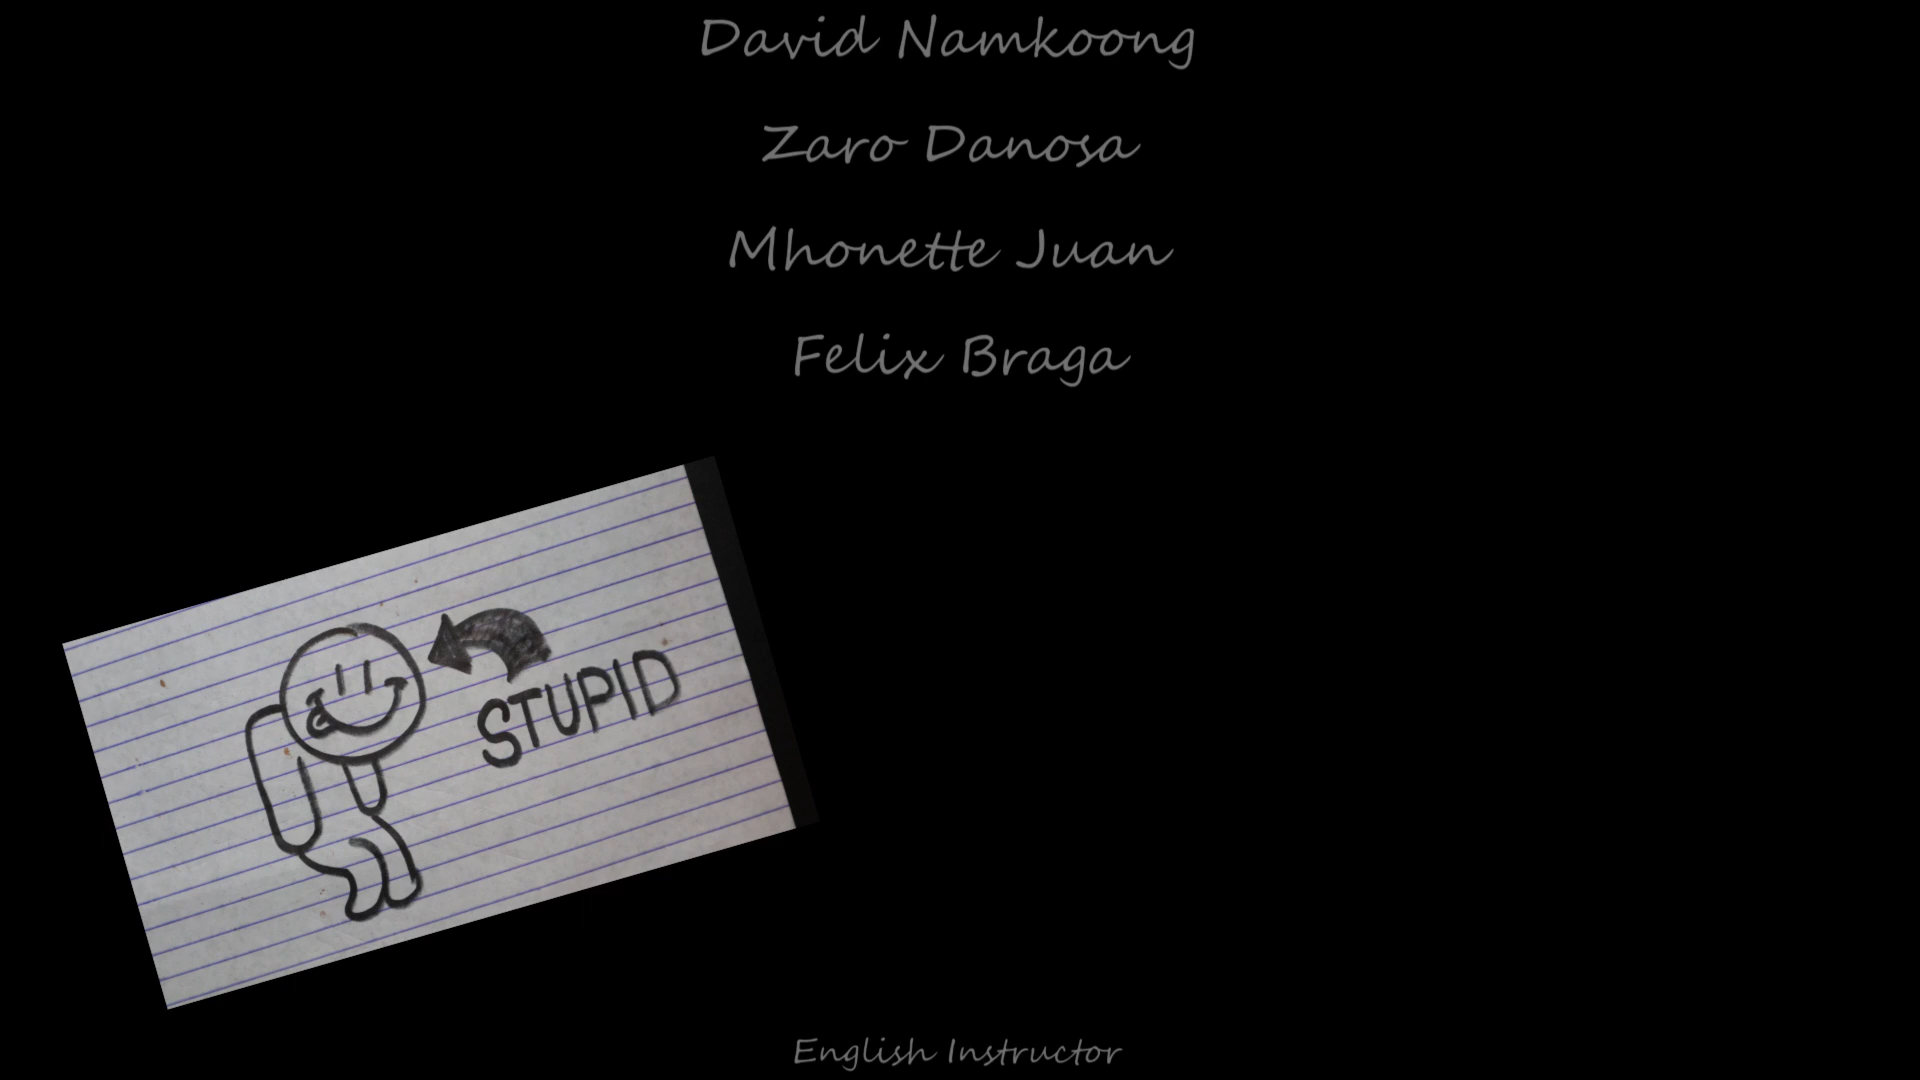 David Namkoong
Zaro Danosa
Mhonette Juan
Felix Braga
STUPID
English Instructor